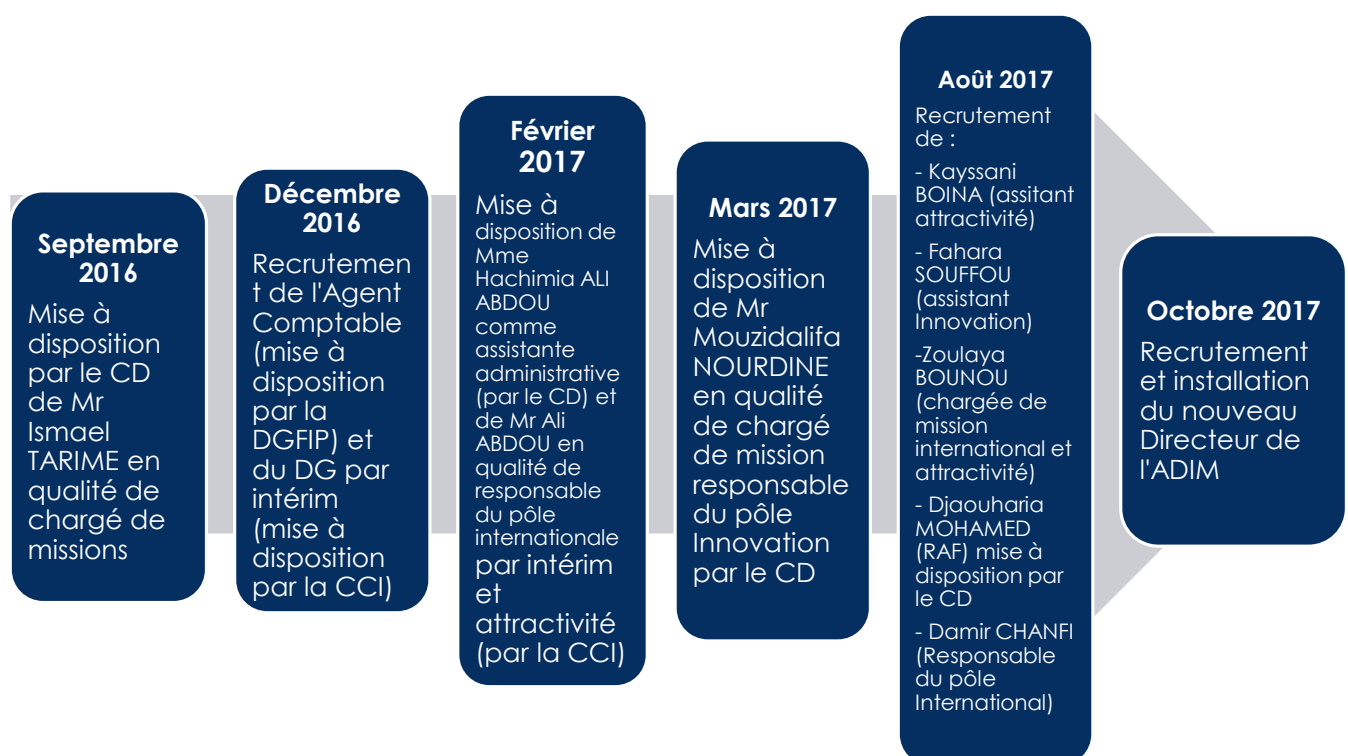 Septembre
2016
Mise à
disposition
par le CD
de Mr
Ismael
TARIME en
qualité de
chargé de
missions
Décembre
2016
Recrutemen
t de l'Agent
Comptable
(mise à
disposition
par la
DGFIP) et
du DG par
intérim
(mise à
disposition
par la CCI)
Février
2017
Mise à
disposition de
Mme
Hachimia ALI
ABDOU
comme
assistante
administrative
(par le CD) et
de Mr Ali
ABDOU en
qualité de
responsable
du pôle
internationale
par intérim
et
attractivité
(par la CCI)
Mars 2017
Mise à
disposition
de Mr
Mouzidalifa
NOURDINE
en qualité
de chargé
de mission
responsable
du pôle
Innovation
par le CD
Août 2017
Recrutement
de :
- Kayssani
BOINA (assitant
attractivité)
- Fahara
SOUFFOU
(assistant
Innovation)
-Zoulaya
BOUNOU
(chargée de
mission
international et
attractivité)
- Djaouharia
MOHAMED
(RAF) mise à
disposition par
le CD
- Damir CHANFI
(Responsable
du pôle
International)
Octobre 2017
Recrutement
et installation
du nouveau
Directeur de
l'ADIM